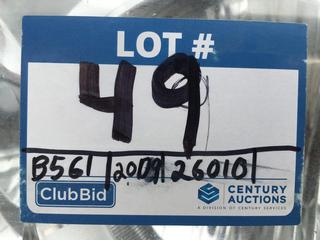 LOT #
49
B561 | 2009 | 26010 |
ClubBid
CENTURY
AUCTIONS
A DIVISION OF CENTURY SERVICES